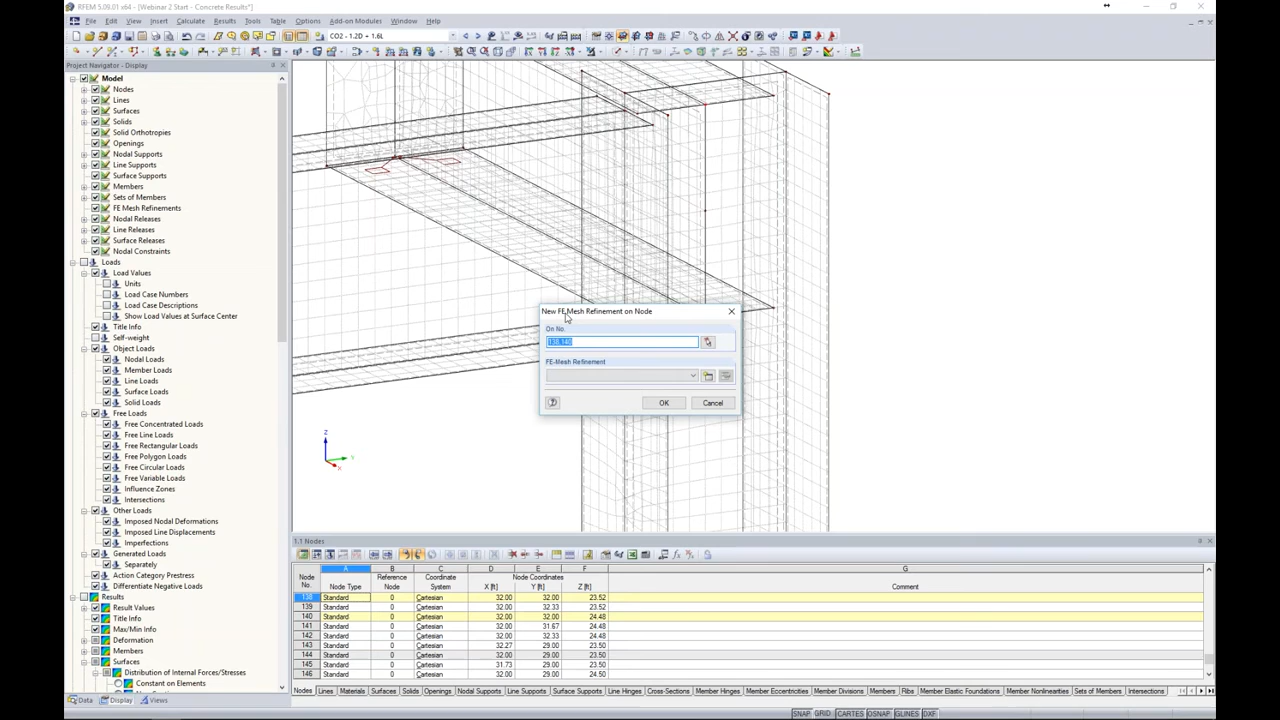 RFEM 5.09.01 x64 - [Webinar 2 Start - Concrete Results*]
File Edit View Insert Calculate Results Tools Table Options Add-on Modules Window Help
CO2 - 1.2D + 1.6L
Project Navigator - Display
Model
Nodes
Lines
Surfaces
Solids
Solid Orthotropies
Openings
Nodal Supports
Line Supports
Surface Supports
Members
Sets of Members
FE Mesh Refinements
Nodal Releases
Line Releases
Surface Releases
Nodal Constraints
Loads
Load Values
Units
Load Case Numbers
Load Case Descriptions
Show Load Values at Surface Center
Title Info
Self-weight
Object Loads
Nodal Loads
Member Loads
Line Loads
Surface Loads
Solid Loads
Free Loads
Free Concentrated Loads
Free Line Loads
Free Rectangular Loads
Free Polygon Loads
Free Circular Loads
Free Variable Loads
Influence Zones
Intersections
Other Loads
Imposed Nodal Deformations
Imposed Line Displacements
Imperfections
Generated Loads
Separately
Action Category Prestress
Differentiate Negative Loads
Results
Result Values
Title Info
Max/Min Info
Deformation
Members
Surfaces
Distribution of Internal Forces/Stresses
Constant on Elements
Data Display Views
Z
Y
X
New FE-Mesh Refinement on Node
On No.
138,140
FE-Mesh Refinement
OK Cancel
1.1 Nodes
A B C D E F G
Node Reference Coordinate Node Coordinates
No. Node Type Node System X [ft] Y [ft] Z [ft] Comment
138 Standard 0 Cartesian 32.00 32.00 23.52
139 Standard 0 Cartesian 32.00 32.33 23.52
140 Standard 0 Cartesian 32.00 32.00 24.48
141 Standard 0 Cartesian 32.00 31.67 24.48
142 Standard 0 Cartesian 32.00 32.33 24.48
143 Standard 0 Cartesian 32.27 29.00 23.50
144 Standard 0 Cartesian 32.00 29.00 23.50
145 Standard 0 Cartesian 31.73 29.00 23.50
146 Standard 0 Cartesian 32.00 29.00 24.50
Nodes Lines Materials Surfaces Solids Openings Nodal Supports Line Supports Surface Supports Line Hinges Cross-Sections Member Hinges Member Eccentricities Member Divisions Members Ribs Member Elastic Foundations Member Nonlinearities Sets of Members Intersections
SNAP GRID CARTES OSNAP GLINES DXF